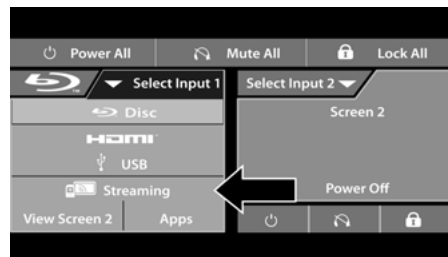 Power All Mute All Lock All
Select Input 1 Select Input 2
Disc Screen 2
HDMI
USB
Streaming Power Off
View Screen 2 Apps